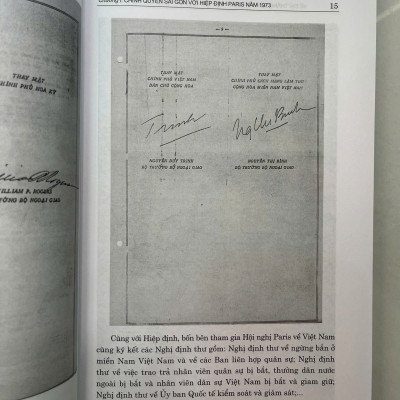 Chương I: CHÍNH QUYỀN SÀI GÒN VỚI HIỆP ĐỊNH PARIS NĂM 1973
15
THAY MẶT
CHÍNH PHỦ HOA KỲ
WILLIAM P. ROGERS
BỘ TRƯỞNG BỘ NGOẠI GIAO
THAY MẶT
CHÍNH PHỦ VIỆT NAM
DÂN CHỦ CỘNG HÒA
Trinh
NGUYỄN DUY TRINH
BỘ TRƯỞNG BỘ NGOẠI GIAO
THAY MẶT
CHÍNH PHỦ CÁCH MẠNG LÂM THỜI
CỘNG HÒA MIỀN NAM VIỆT NAM
NgThBinh
NGUYỄN THỊ BÌNH
BỘ TRƯỞNG BỘ NGOẠI GIAO
Cùng với Hiệp định, bốn bên tham gia Hội nghị Paris về Việt Nam
cùng ký kết các Nghị định thư gồm: Nghị định thư về ngừng bắn ở
miền Nam Việt Nam và về các Ban liên hợp quân sự; Nghị định
thư về việc trao trả nhân viên quân sự bị bắt, thường dân nước
ngoài bị bắt và nhân viên dân sự Việt Nam bị bắt và giam giữ;
Nghị định thư về Ủy ban Quốc tế kiểm soát và giám sát;...